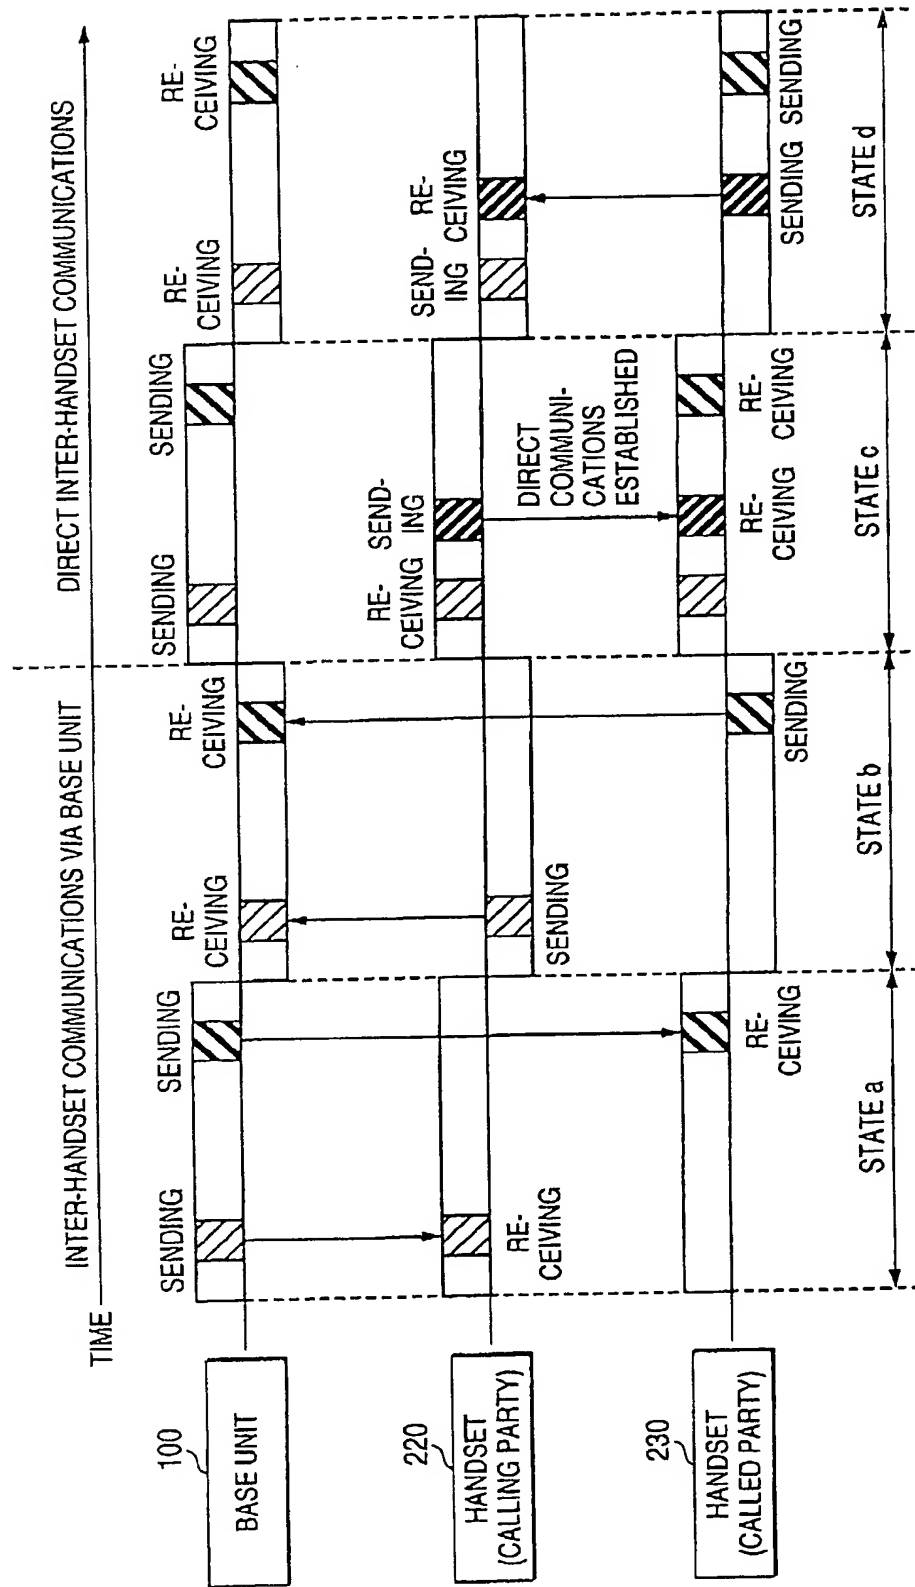 TIME
INTER-HANDSET COMMUNICATIONS VIA BASE UNIT
DIRECT INTER-HANDSET COMMUNICATIONS
100
BASE UNIT
SENDING
SENDING
RE-
CEIVING
RE-
CEIVING
SENDING
SENDING
RE-
CEIVING
RE-
CEIVING
220
HANDSET
(CALLING PARTY)
RE-
CEIVING
SENDING
RE-
CEIVING
SEND-
ING
DIRECT
COMMUNI-
CATIONS
ESTABLISHED
SEND-
ING
RE-
CEIVING
230
HANDSET
(CALLED PARTY)
RE-
CEIVING
SENDING
RE-
CEIVING
RE-
CEIVING
SENDING
SENDING
STATE a
STATE b
STATE c
STATE d